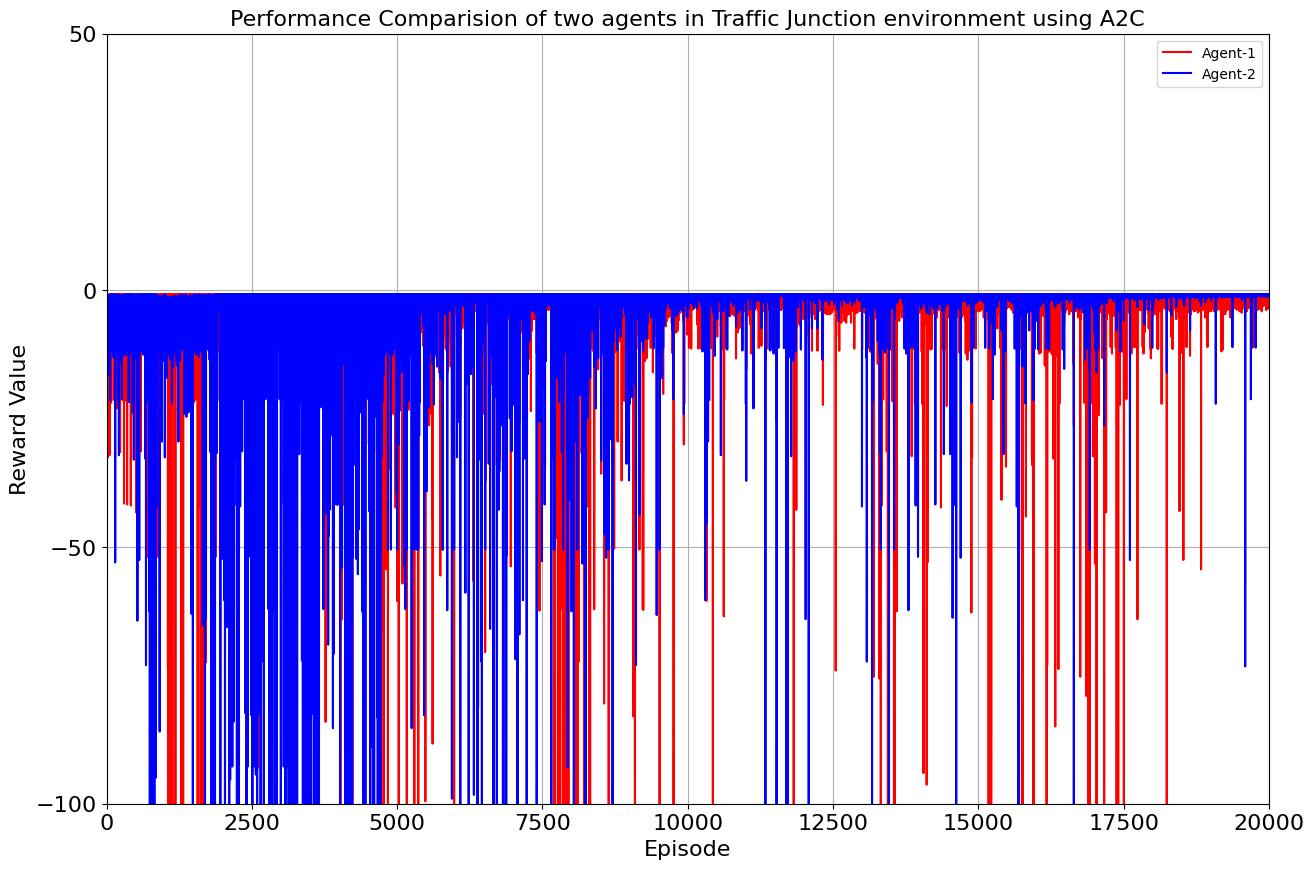 Performance Comparision of two agents in Traffic Junction environment using A2C
Agent-1
Agent-2
Reward Value
50
0
−50
−100
0 2500 5000 7500 10000 12500 15000 17500 20000
Episode